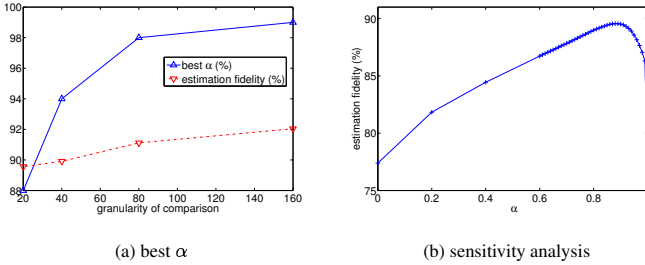 100
98
96
94
92
90
88
best α (%)
estimation fidelity (%)
20 40 60 80 100 120 140 160
granularity of comparison
(a) best α
estimation fidelity (%)
90
85
80
75
0 0.2 0.4 0.6 0.8
α
(b) sensitivity analysis